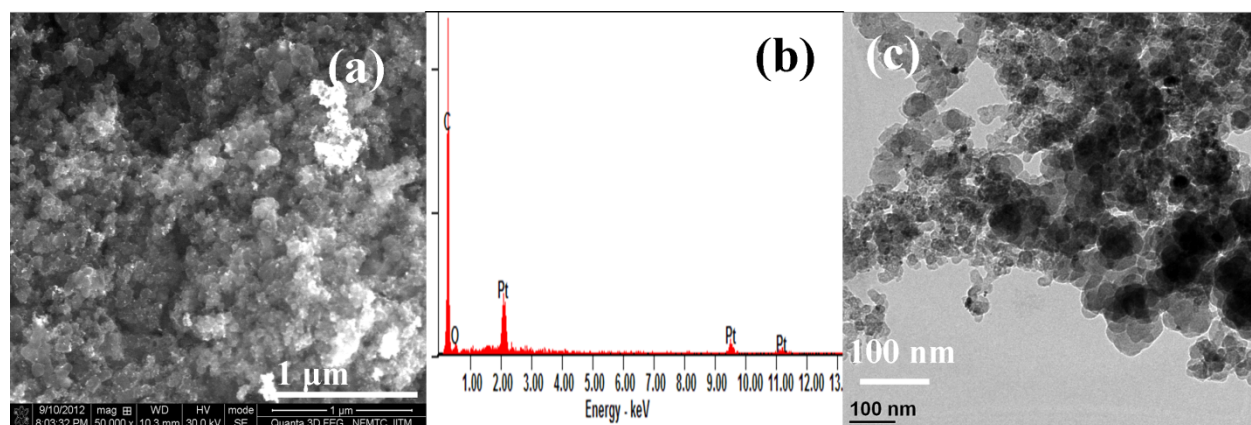 (a)
1 µm
9/10/2012 mag WD HV mode 1 µm
8:03:32 PM 50,000 x 10.3 mm 30.0 kV SE Quanta 3D FEG, NFMTC, IITM
(b)
C
O
Pt
Pt
Pt
1.00 2.00 3.00 4.00 5.00 6.00 7.00 8.00 9.00 10.00 11.00 12.00 13.
Energy - keV
(c)
100 nm
100 nm